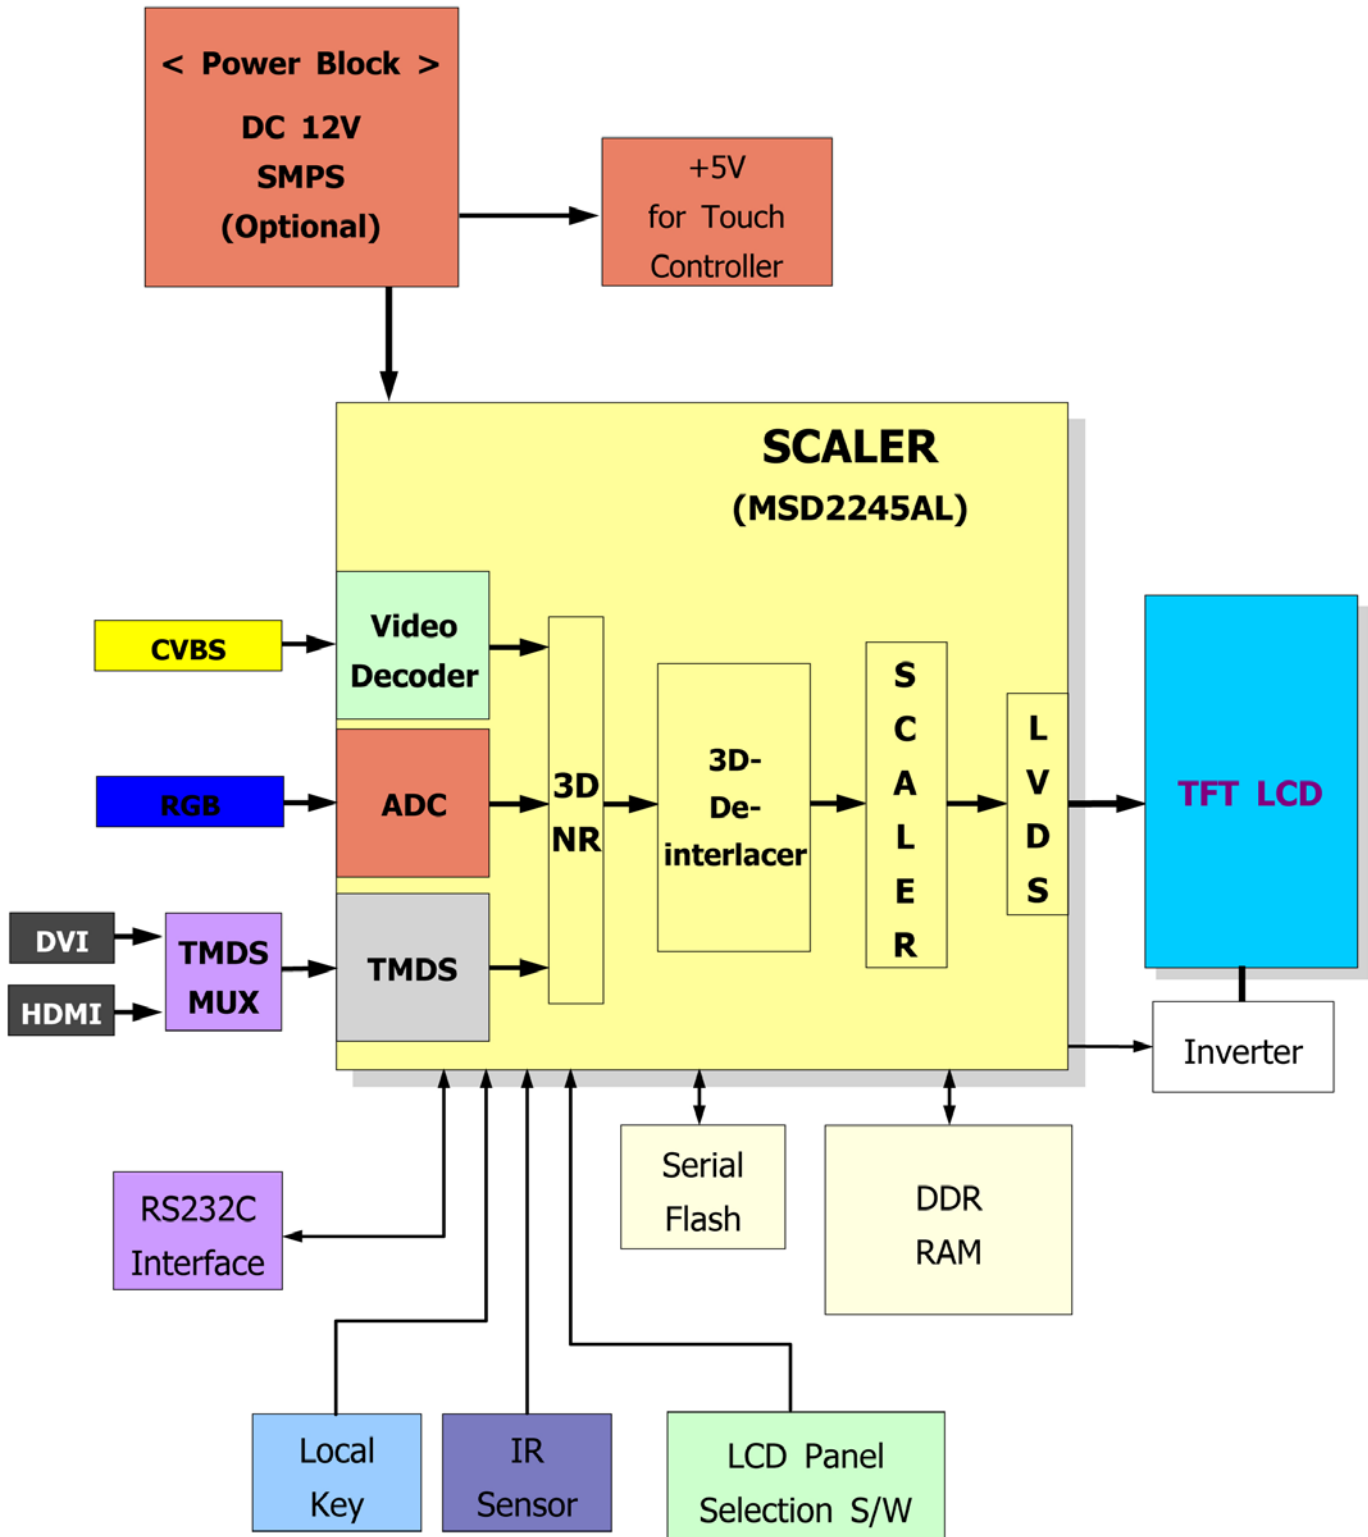 < Power Block >
DC 12V
SMPS
(Optional)
+5V
for Touch
Controller
SCALER
(MSD2245AL)
CVBS
Video
Decoder
RGB
ADC
DVI
HDMI
TMDS
MUX
TMDS
3D
NR
3D-
De-
interlacer
S
C
A
L
E
R
L
V
D
S
TFT LCD
Inverter
RS232C
Interface
Serial
Flash
DDR
RAM
Local
Key
IR
Sensor
LCD Panel
Selection S/W